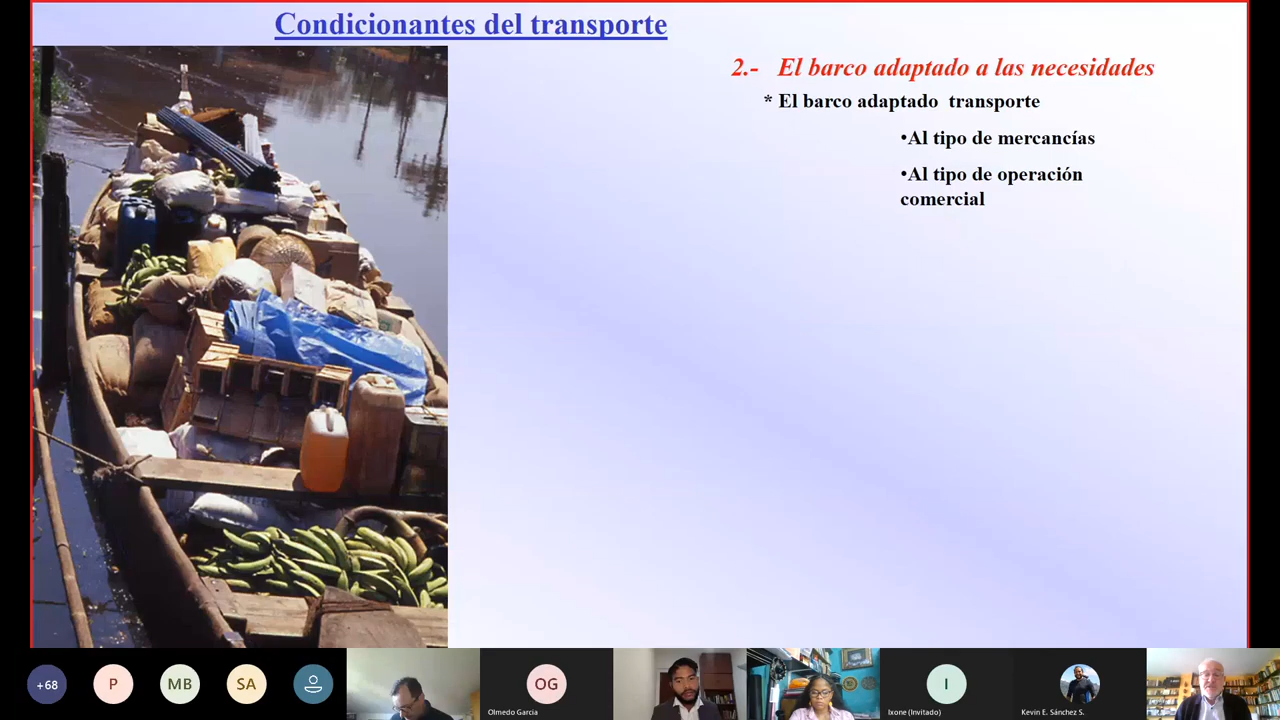 Condicionantes del transporte
2.- El barco adaptado a las necesidades
* El barco adaptado transporte
•Al tipo de mercancías
•Al tipo de operación
comercial
+68
P
MB
SA
OG
I
Olmedo Garcia
Ixone (Invitado)
Kevin E. Sánchez S.